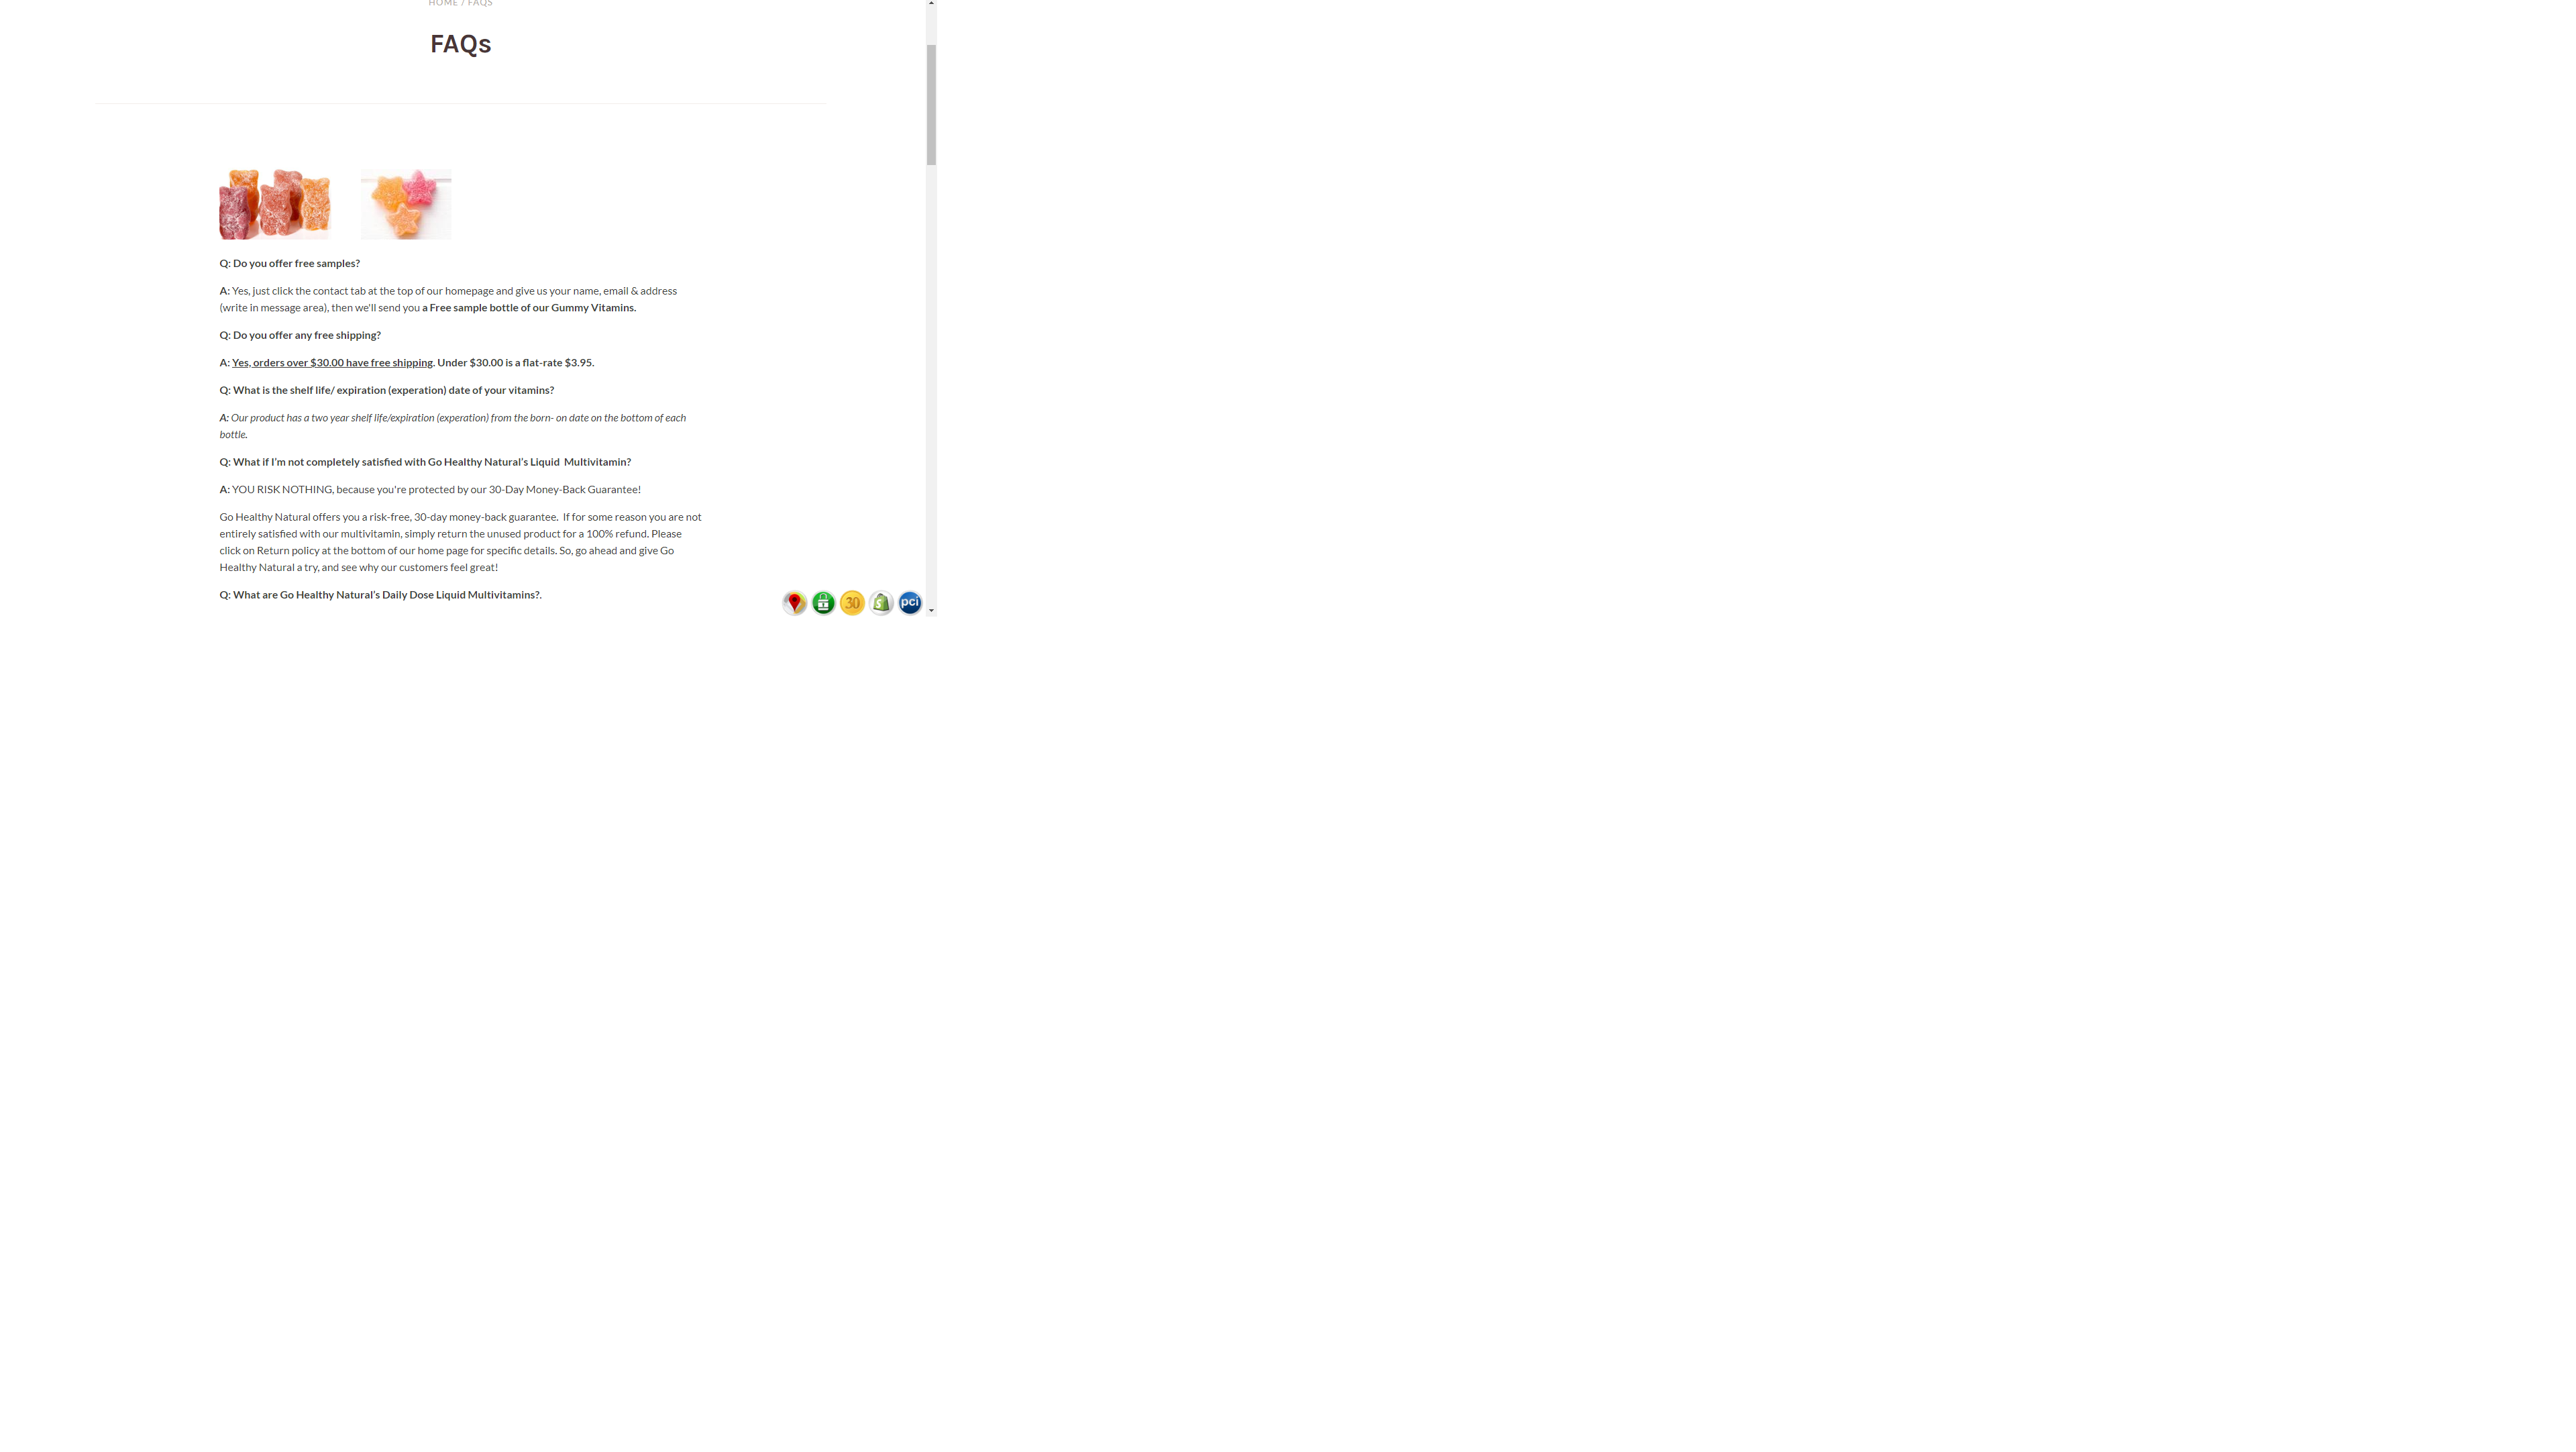 HOME / FAQS
FAQs
Q: Do you offer free samples?
A: Yes, just click the contact tab at the top of our homepage and give us your name, email & address
(write in message area), then we'll send you a Free sample bottle of our Gummy Vitamins.
Q: Do you offer any free shipping?
A: Yes, orders over $30.00 have free shipping. Under $30.00 is a flat-rate $3.95.
Q: What is the shelf life/ expiration (experation) date of your vitamins?
A: Our product has a two year shelf life/expiration (experation) from the born- on date on the bottom of each
bottle.
Q: What if I’m not completely satisfied with Go Healthy Natural’s Liquid  Multivitamin?
A: YOU RISK NOTHING, because you're protected by our 30-Day Money-Back Guarantee!
Go Healthy Natural offers you a risk-free, 30-day money-back guarantee.  If for some reason you are not
entirely satisfied with our multivitamin, simply return the unused product for a 100% refund. Please
click on Return policy at the bottom of our home page for specific details. So, go ahead and give Go
Healthy Natural a try, and see why our customers feel great!
Q: What are Go Healthy Natural’s Daily Dose Liquid Multivitamins?.
30
S
pci